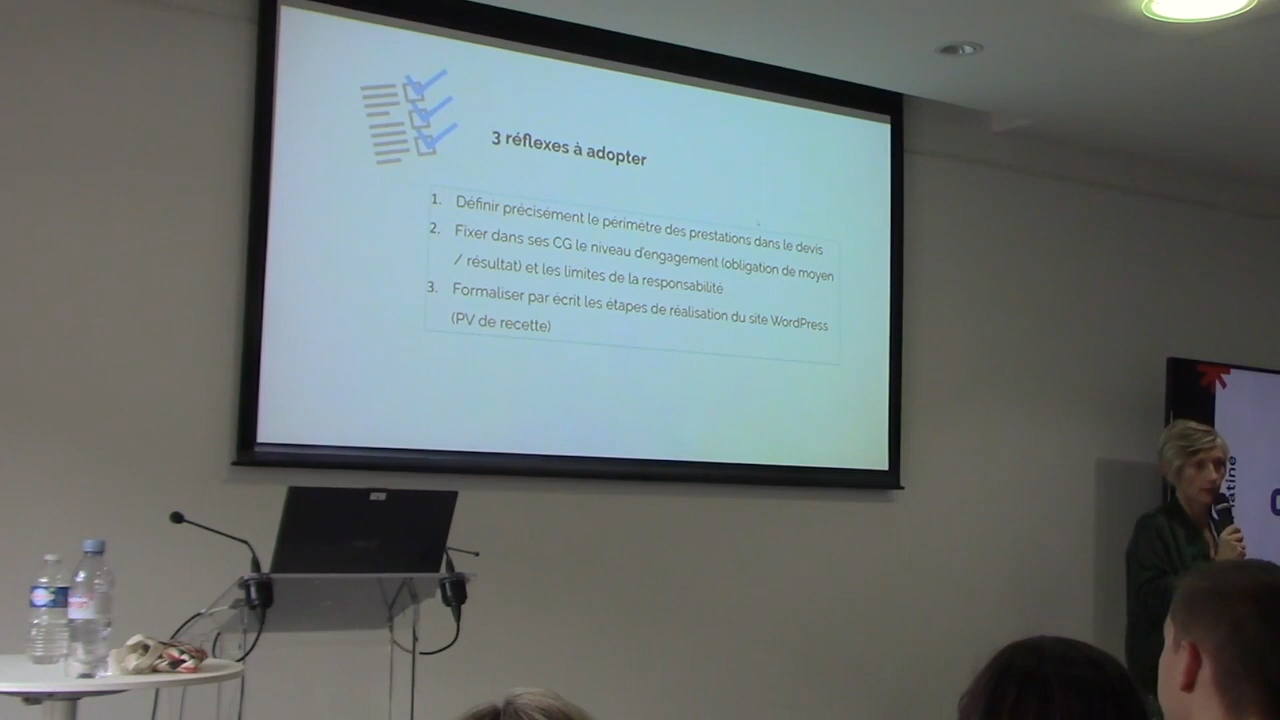 3 réflexes à adopter
1. Définir précisément le périmètre des prestations dans le devis
2. Fixer dans ses CG le niveau d'engagement (obligation de moyen
/ résultat) et les limites de la responsabilité
3. Formaliser par écrit les étapes de réalisation du site WordPress
(PV de recette)
latine